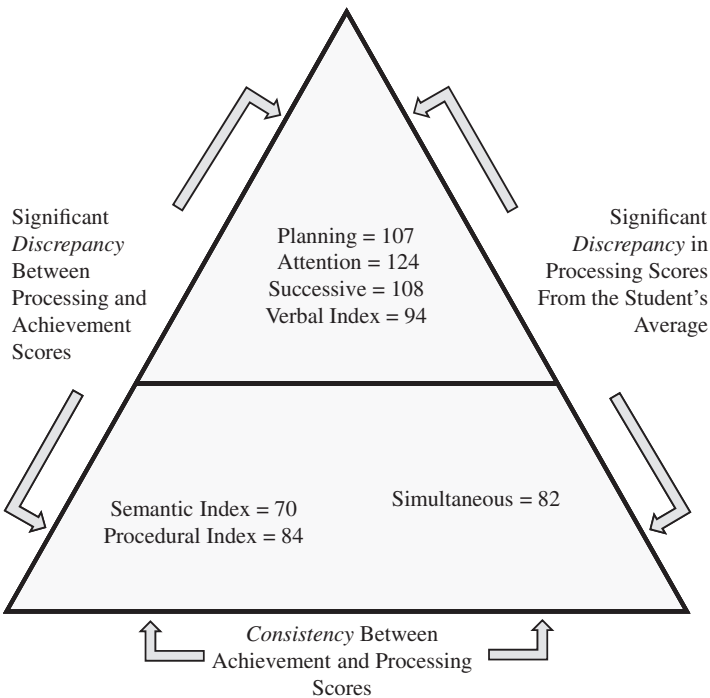 Significant
Discrepancy
Between
Processing and
Achievement
Scores
Planning = 107
Attention = 124
Successive = 108
Verbal Index = 94
Significant
Discrepancy in
Processing Scores
From the Student’s
Average
Semantic Index = 70
Procedural Index = 84
Simultaneous = 82
Consistency Between
Achievement and Processing
Scores